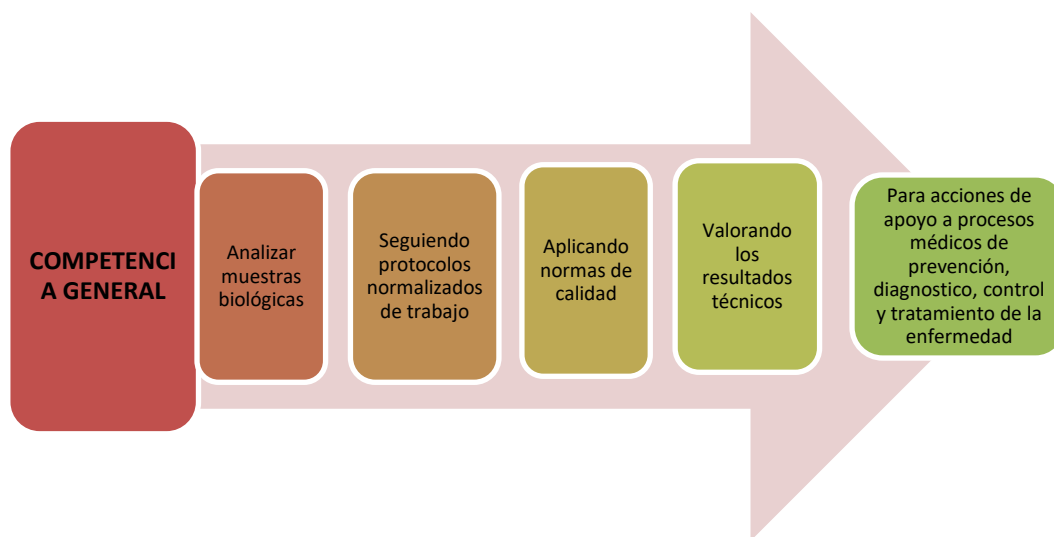 COMPETENCI
A GENERAL
Analizar
muestras
biológicas
Seguiendo
protocolos
normalizados
de trabajo
Aplicando
normas de
calidad
Valorando
los
resultados
técnicos
Para acciones de
apoyo a procesos
médicos de
prevención,
diagnostico, control
y tratamiento de la
enfermedad